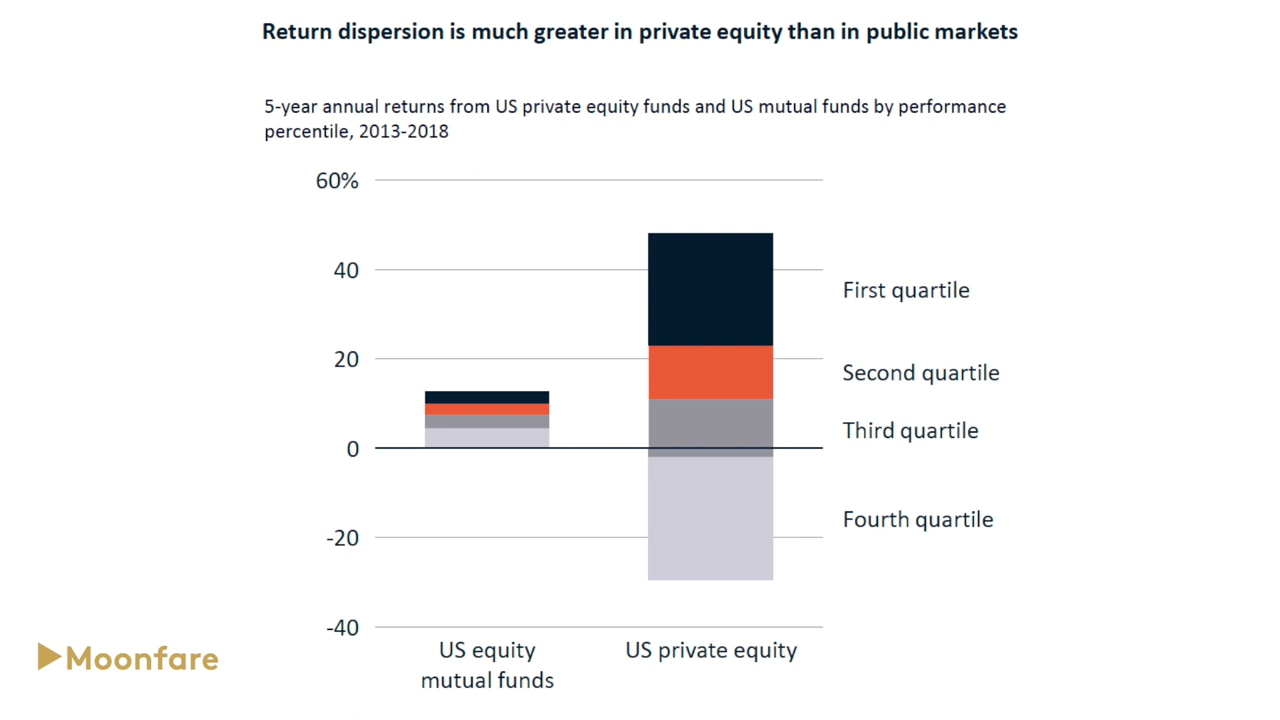 Return dispersion is much greater in private equity than in public markets
5-year annual returns from US private equity funds and US mutual funds by performance
percentile, 2013-2018
60%
40
20
0
-20
-40
First quartile
Second quartile
Third quartile
Fourth quartile
US equity
mutual funds
US private equity
Moonfare